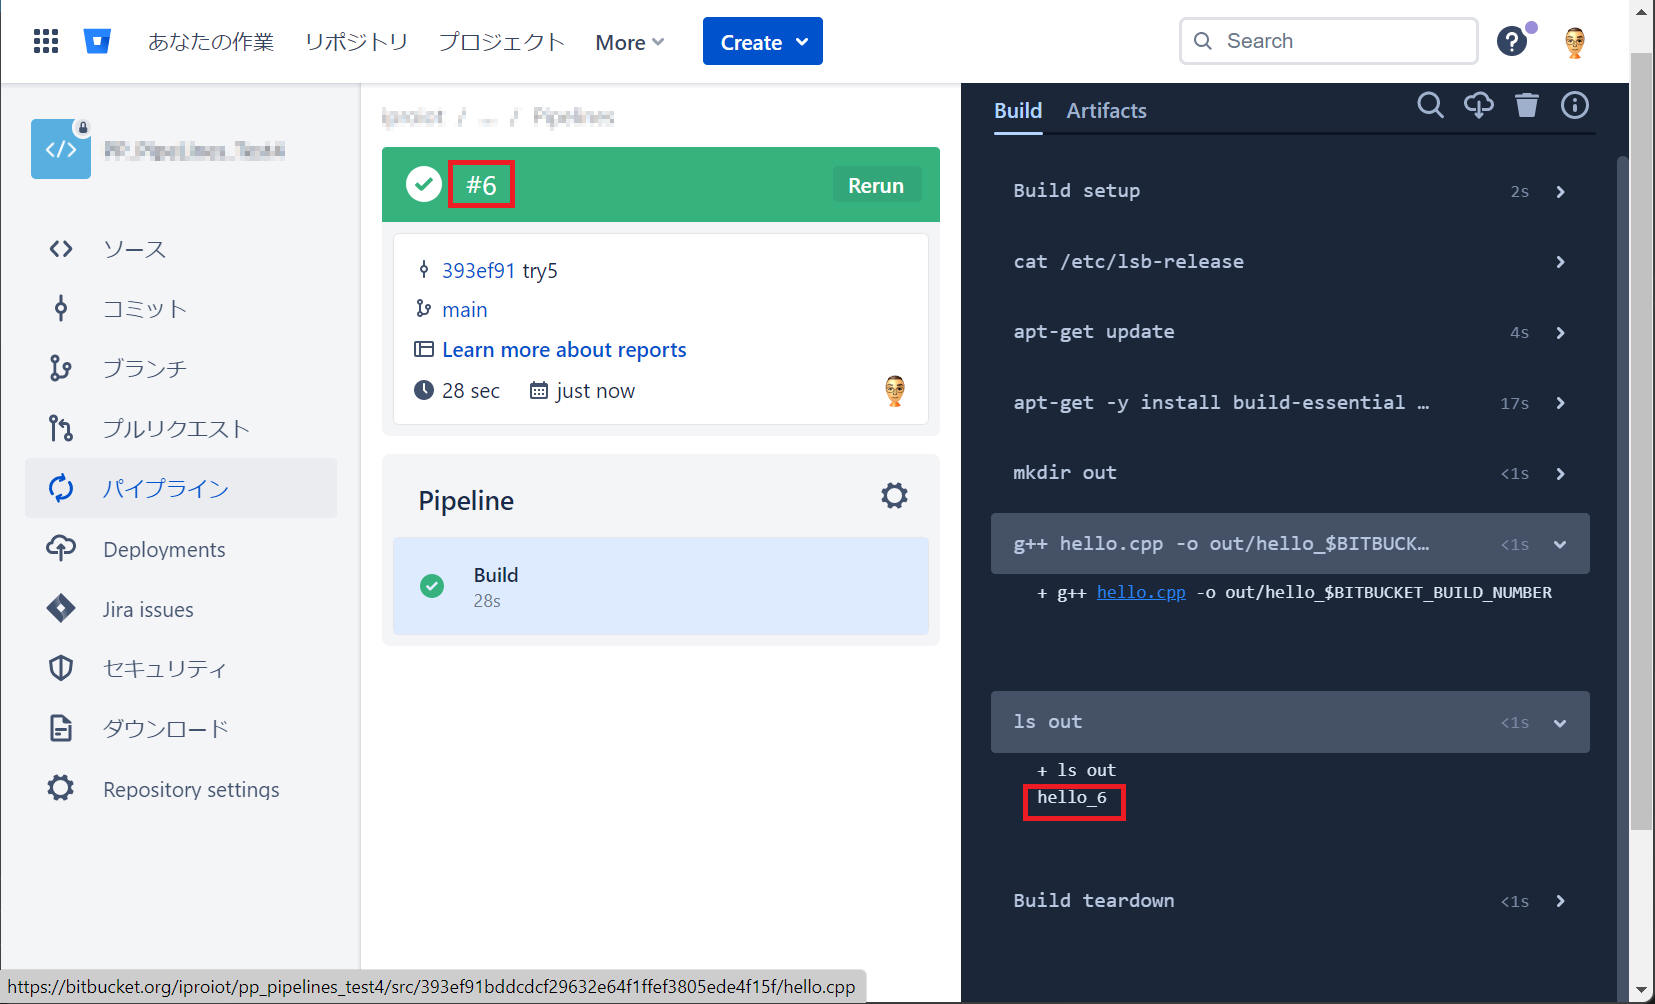 あなたの作業 リポジトリ プロジェクト More Create Search ?
</>
ソース
コミット
ブランチ
プルリクエスト
パイプライン
Deployments
Jira issues
セキュリティ
ダウンロード
Repository settings
#6 Rerun
393ef91 try5
main
Learn more about reports
28 sec just now
Pipeline
Build
28s
Build Artifacts
Build setup 2s
cat /etc/lsb-release
apt-get update 4s
apt-get -y install build-essential … 17s
mkdir out <1s
g++ hello.cpp -o out/hello_$BITBUCK… <1s
+ g++ hello.cpp -o out/hello_$BITBUCKET_BUILD_NUMBER
ls out <1s
+ ls out
hello_6
Build teardown <1s
https://bitbucket.org/iproiot/pp_pipelines_test4/src/393ef91bddcdcf29632e64f1ffef3805ede4f15f/hello.cpp